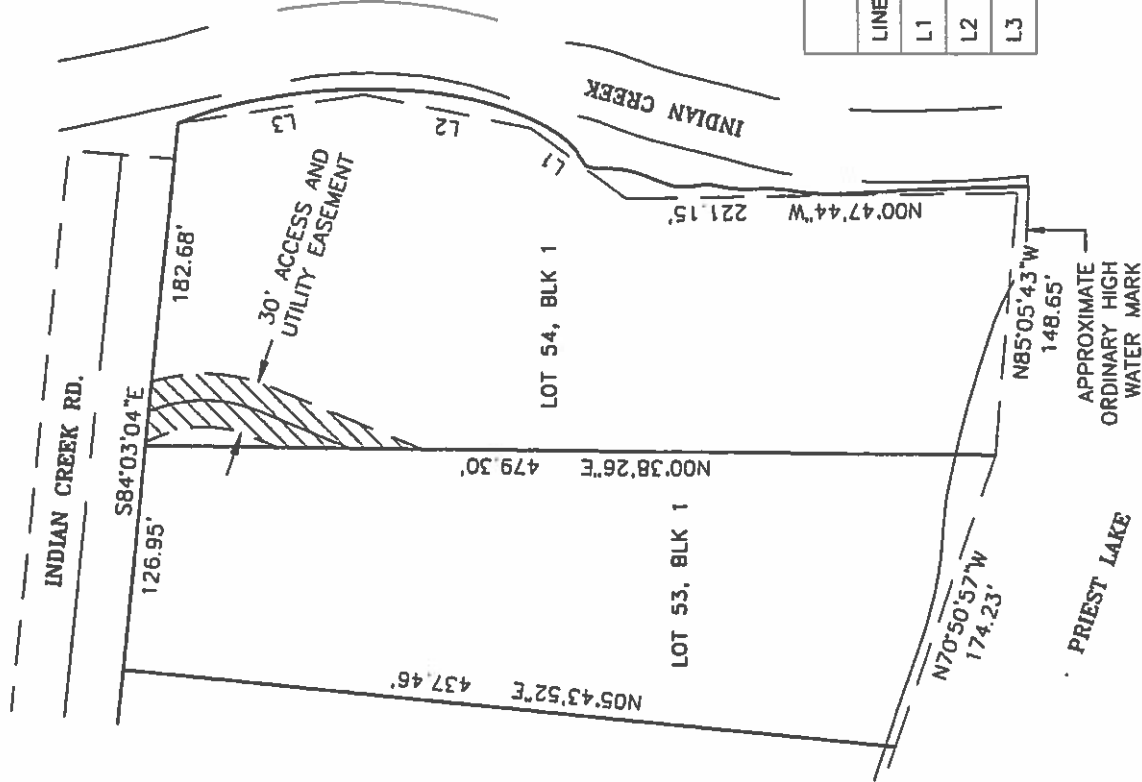 INDIAN CREEK RD.
S84°03'04"E
126.95'
182.68'
30' ACCESS AND
UTILITY EASEMENT
L3
L2
L1
INDIAN CREEK
LOT 54, BLK 1
N00°47'44"W 221.15'
N00°38'26"E 479.30'
LOT 53, BLK 1
N05°43'52"E 437.46'
N70°50'57"W
174.23'
N85°05'43"W
148.65'
APPROXIMATE
ORDINARY HIGH
WATER MARK
PRIEST LAKE
LINE
L1
L2
L3